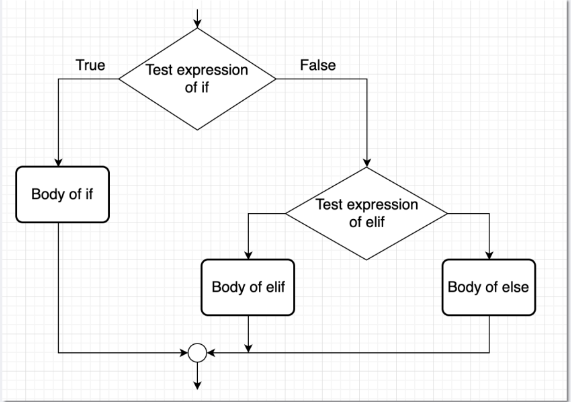 True
False
Test expression
of if
Body of if
Test expression
of elif
Body of elif
Body of else